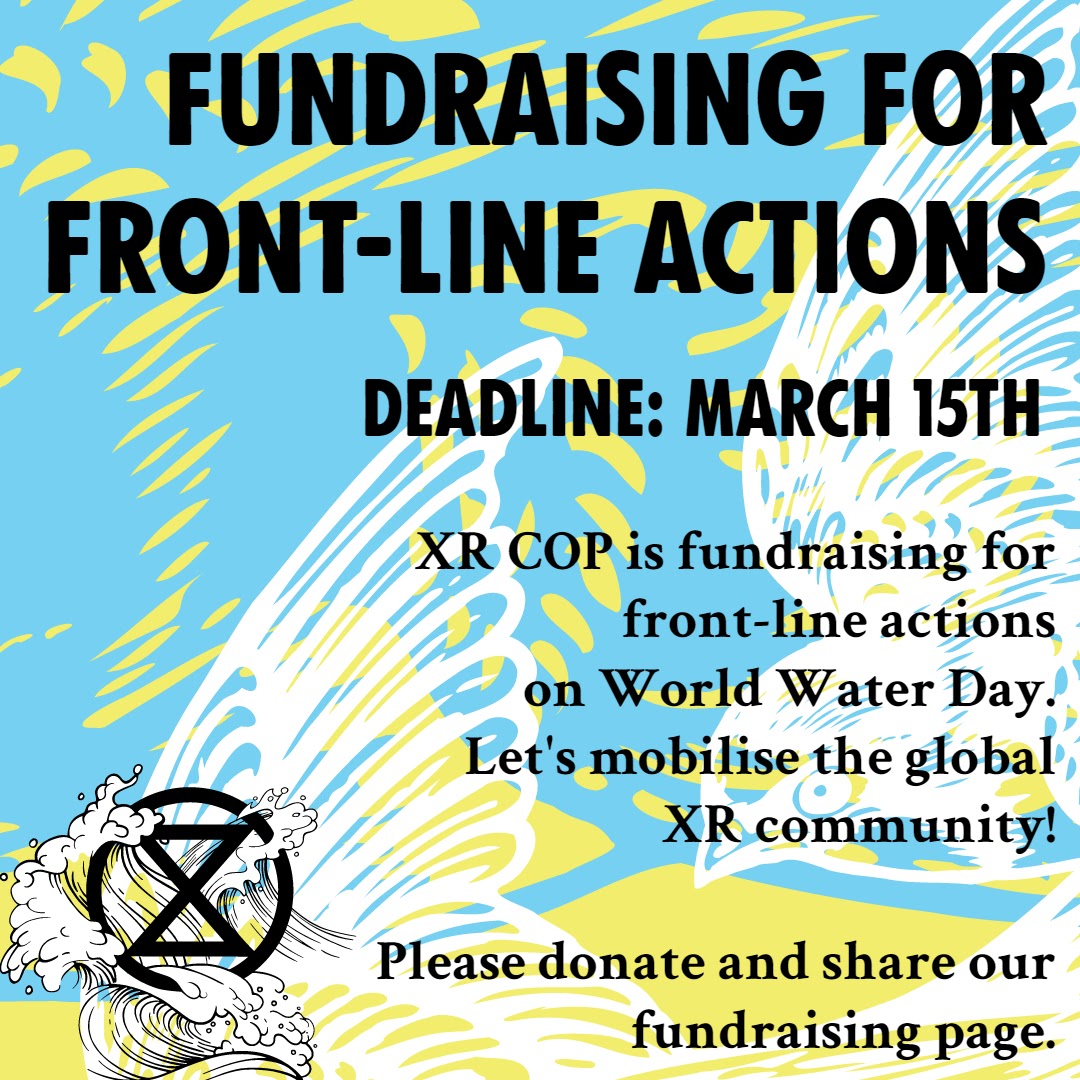 FUNDRAISING FOR
FRONT-LINE ACTIONS
DEADLINE: MARCH 15TH
XR COP is fundraising for
front-line actions
on World Water Day.
Let's mobilise the global
XR community!
Please donate and share our
fundraising page.